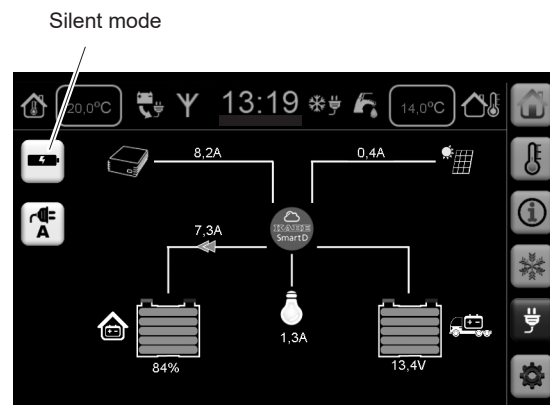 Silent mode
20,0°C
13:19
14,0°C
8,2A
0,4A
A
7,3A
KABE
SmartD
1,3A
84%
13,4V